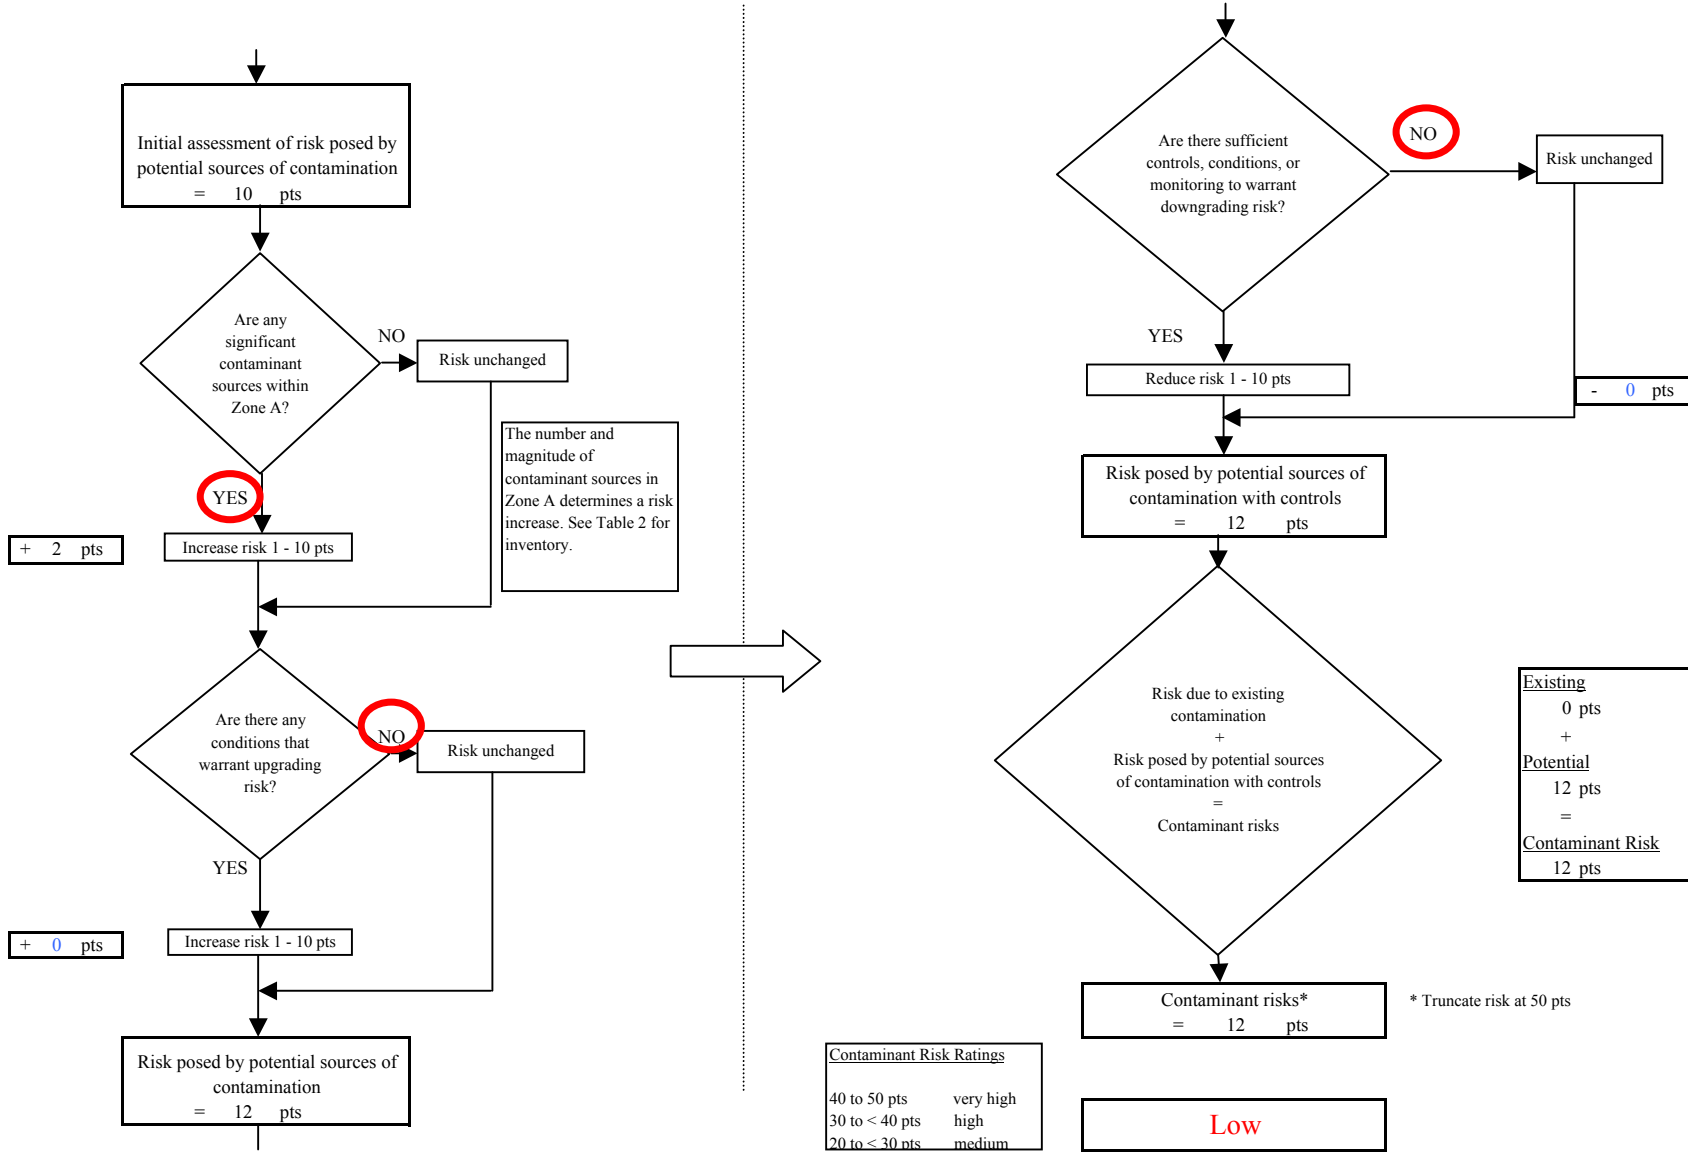 Initial assessment of risk posed by
potential sources of contamination
= 10 pts
Are any
significant
contaminant
sources within
Zone A?
NO
Risk unchanged
The number and
magnitude of
contaminant sources in
Zone A determines a risk
increase. See Table 2 for
inventory.
YES
+ 2 pts
Increase risk 1 - 10 pts
Are there any
conditions that
warrant upgrading
risk?
NO
Risk unchanged
YES
+ 0 pts
Increase risk 1 - 10 pts
Risk posed by potential sources of
contamination
= 12 pts
Are there sufficient
controls, conditions, or
monitoring to warrant
downgrading risk?
NO
Risk unchanged
YES
Reduce risk 1 - 10 pts
- 0 pts
Risk posed by potential sources of
contamination with controls
= 12 pts
Risk due to existing
contamination
+
Risk posed by potential sources
of contamination with controls
=
Contaminant risks
Existing
0 pts
+
Potential
12 pts
=
Contaminant Risk
12 pts
Contaminant risks*
= 12 pts
* Truncate risk at 50 pts
Contaminant Risk Ratings
40 to 50 pts very high
30 to < 40 pts high
20 to < 30 pts medium
Low